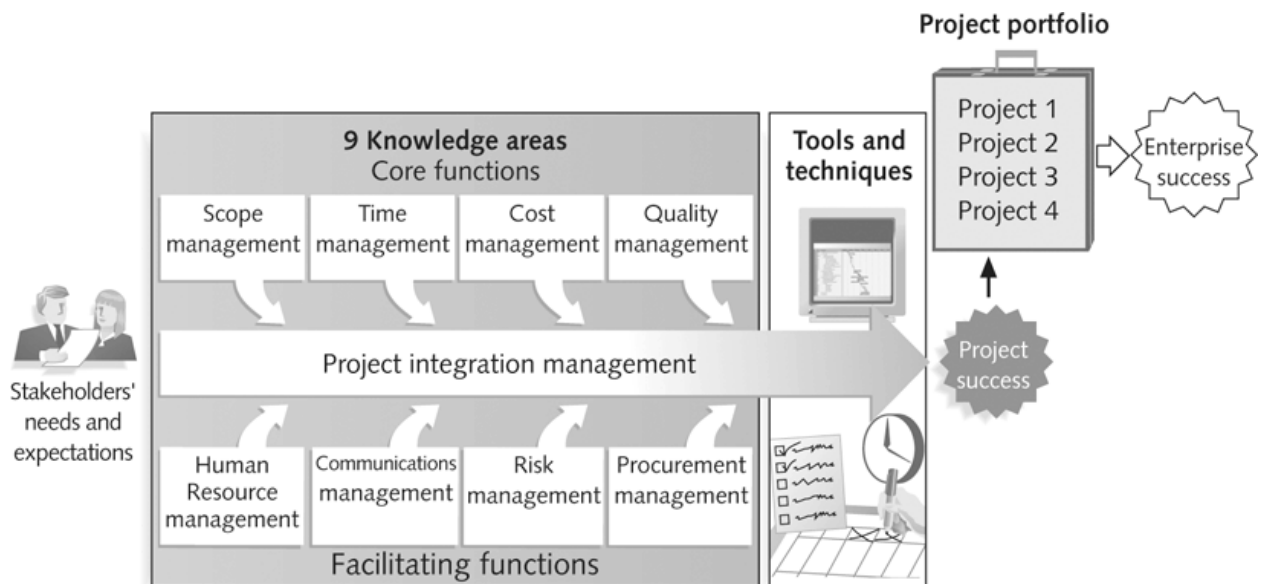 Project portfolio
Project 1
Project 2
Project 3
Project 4
Enterprise
success
9 Knowledge areas
Core functions
Tools and
techniques
Scope
management
Time
management
Cost
management
Quality
management
Stakeholders'
needs and
expectations
Project integration management
Project
success
Human
Resource
management
Communications
management
Risk
management
Procurement
management
Facilitating functions